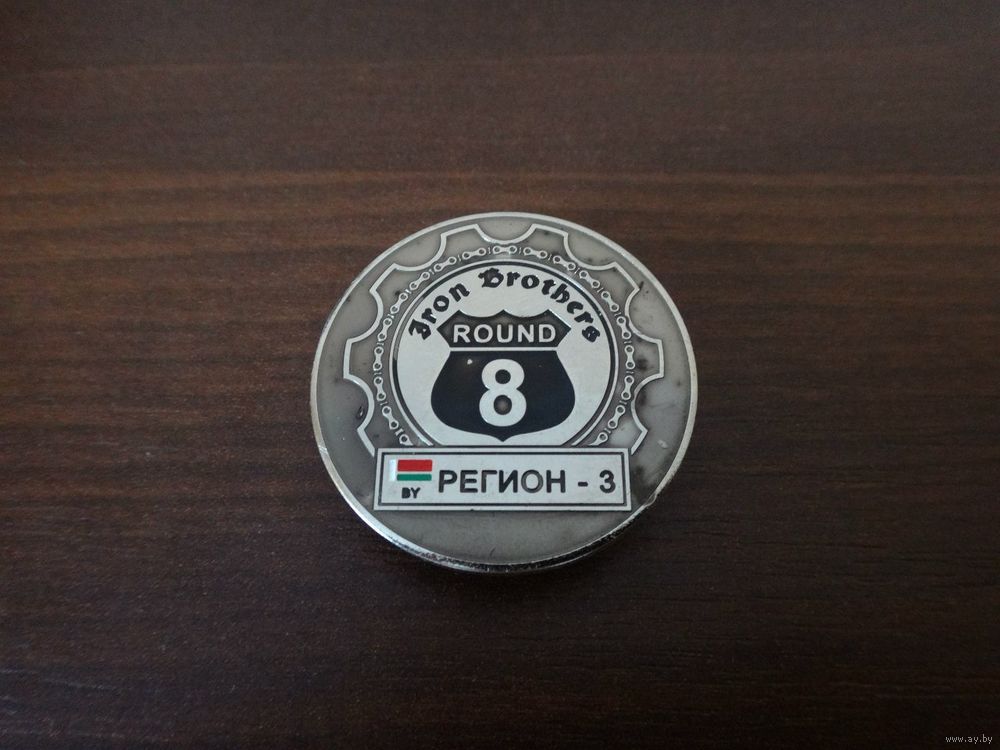 Iron Brothers
ROUND
8
BY РЕГИОН - 3
www.ay.by